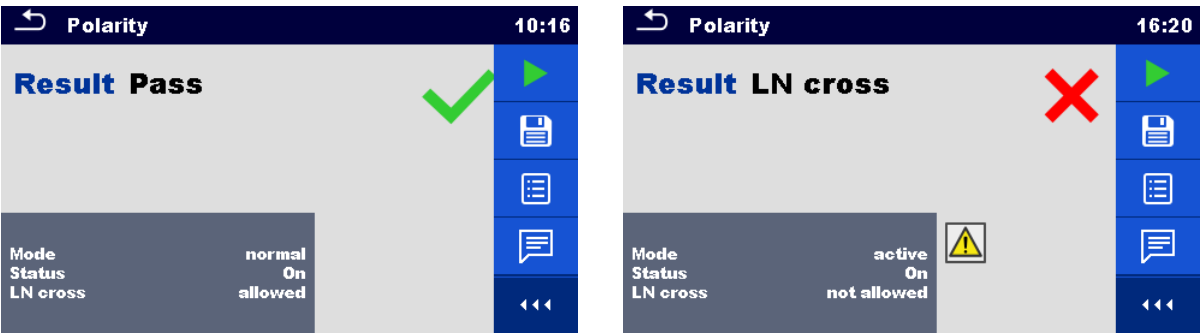 Polarity 10:16
Result Pass
Mode normal
Status On
LN cross allowed
Polarity 16:20
Result LN cross
Mode active
Status On
LN cross not allowed